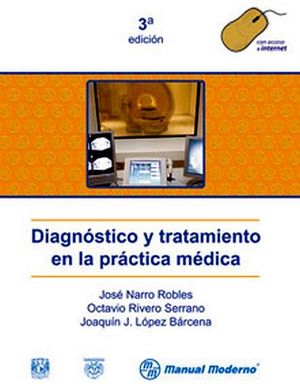 3ª
edición
con acceso
a internet
Diagnóstico y tratamiento
en la práctica médica
José Narro Robles
Octavio Rivero Serrano
Joaquín J. López Bárcena
Manual Moderno